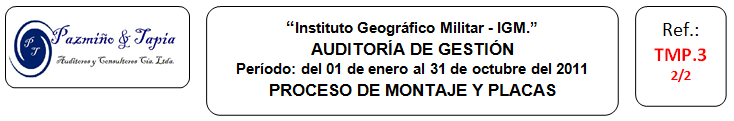 PT
Pazmiño & Tapia
Auditores y Consultores Cía. Ltda.
“Instituto Geográfico Militar - IGM.”
AUDITORÍA DE GESTIÓN
Período: del 01 de enero al 31 de octubre del 2011
PROCESO DE MONTAJE Y PLACAS
Ref.:
TMP.3
2/2